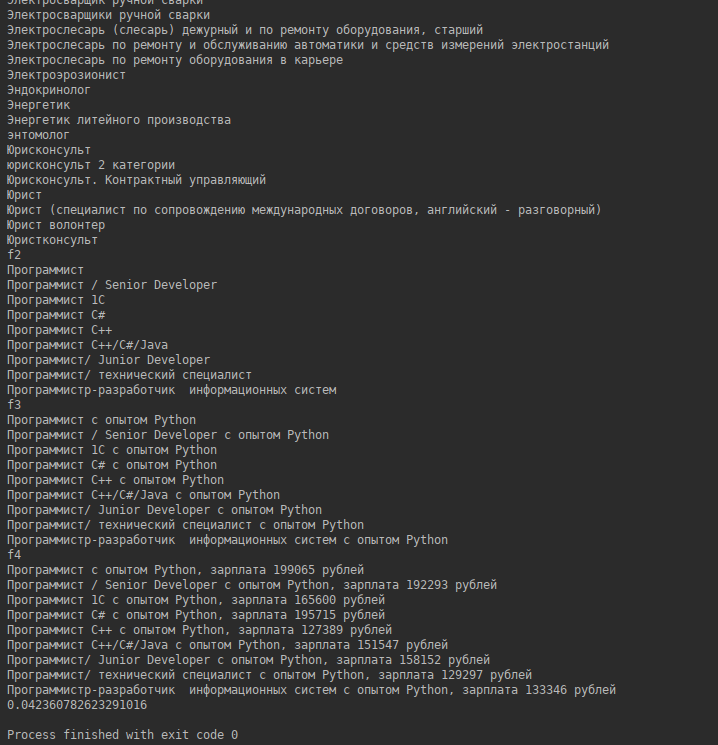 Электросварщик ручной сварки
Электросварщики ручной сварки
Электрослесарь (слесарь) дежурный и по ремонту оборудования, старший
Электрослесарь по ремонту и обслуживанию автоматики и средств измерений электростанций
Электрослесарь по ремонту оборудования в карьере
Электроэрозионист
Эндокринолог
Энергетик
Энергетик литейного производства
энтомолог
Юрисконсульт
юрисконсульт 2 категории
Юрисконсульт. Контрактный управляющий
Юрист
Юрист (специалист по сопровождению международных договоров, английский - разговорный)
Юрист волонтер
Юристконсульт
f2
Программист
Программист / Senior Developer
Программист 1C
Программист C#
Программист C++
Программист C++/C#/Java
Программист/ Junior Developer
Программист/ технический специалист
Программистр-разработчик  информационных систем
f3
Программист с опытом Python
Программист / Senior Developer с опытом Python
Программист 1C с опытом Python
Программист C# с опытом Python
Программист C++ с опытом Python
Программист C++/C#/Java с опытом Python
Программист/ Junior Developer с опытом Python
Программист/ технический специалист с опытом Python
Программистр-разработчик  информационных систем с опытом Python
f4
Программист с опытом Python, зарплата 199065 рублей
Программист / Senior Developer с опытом Python, зарплата 192293 рублей
Программист 1C с опытом Python, зарплата 165600 рублей
Программист C# с опытом Python, зарплата 195715 рублей
Программист C++ с опытом Python, зарплата 127389 рублей
Программист C++/C#/Java с опытом Python, зарплата 151547 рублей
Программист/ Junior Developer с опытом Python, зарплата 158152 рублей
Программист/ технический специалист с опытом Python, зарплата 129297 рублей
Программистр-разработчик  информационных систем с опытом Python, зарплата 133346 рублей
0.042360782623291016
Process finished with exit code 0